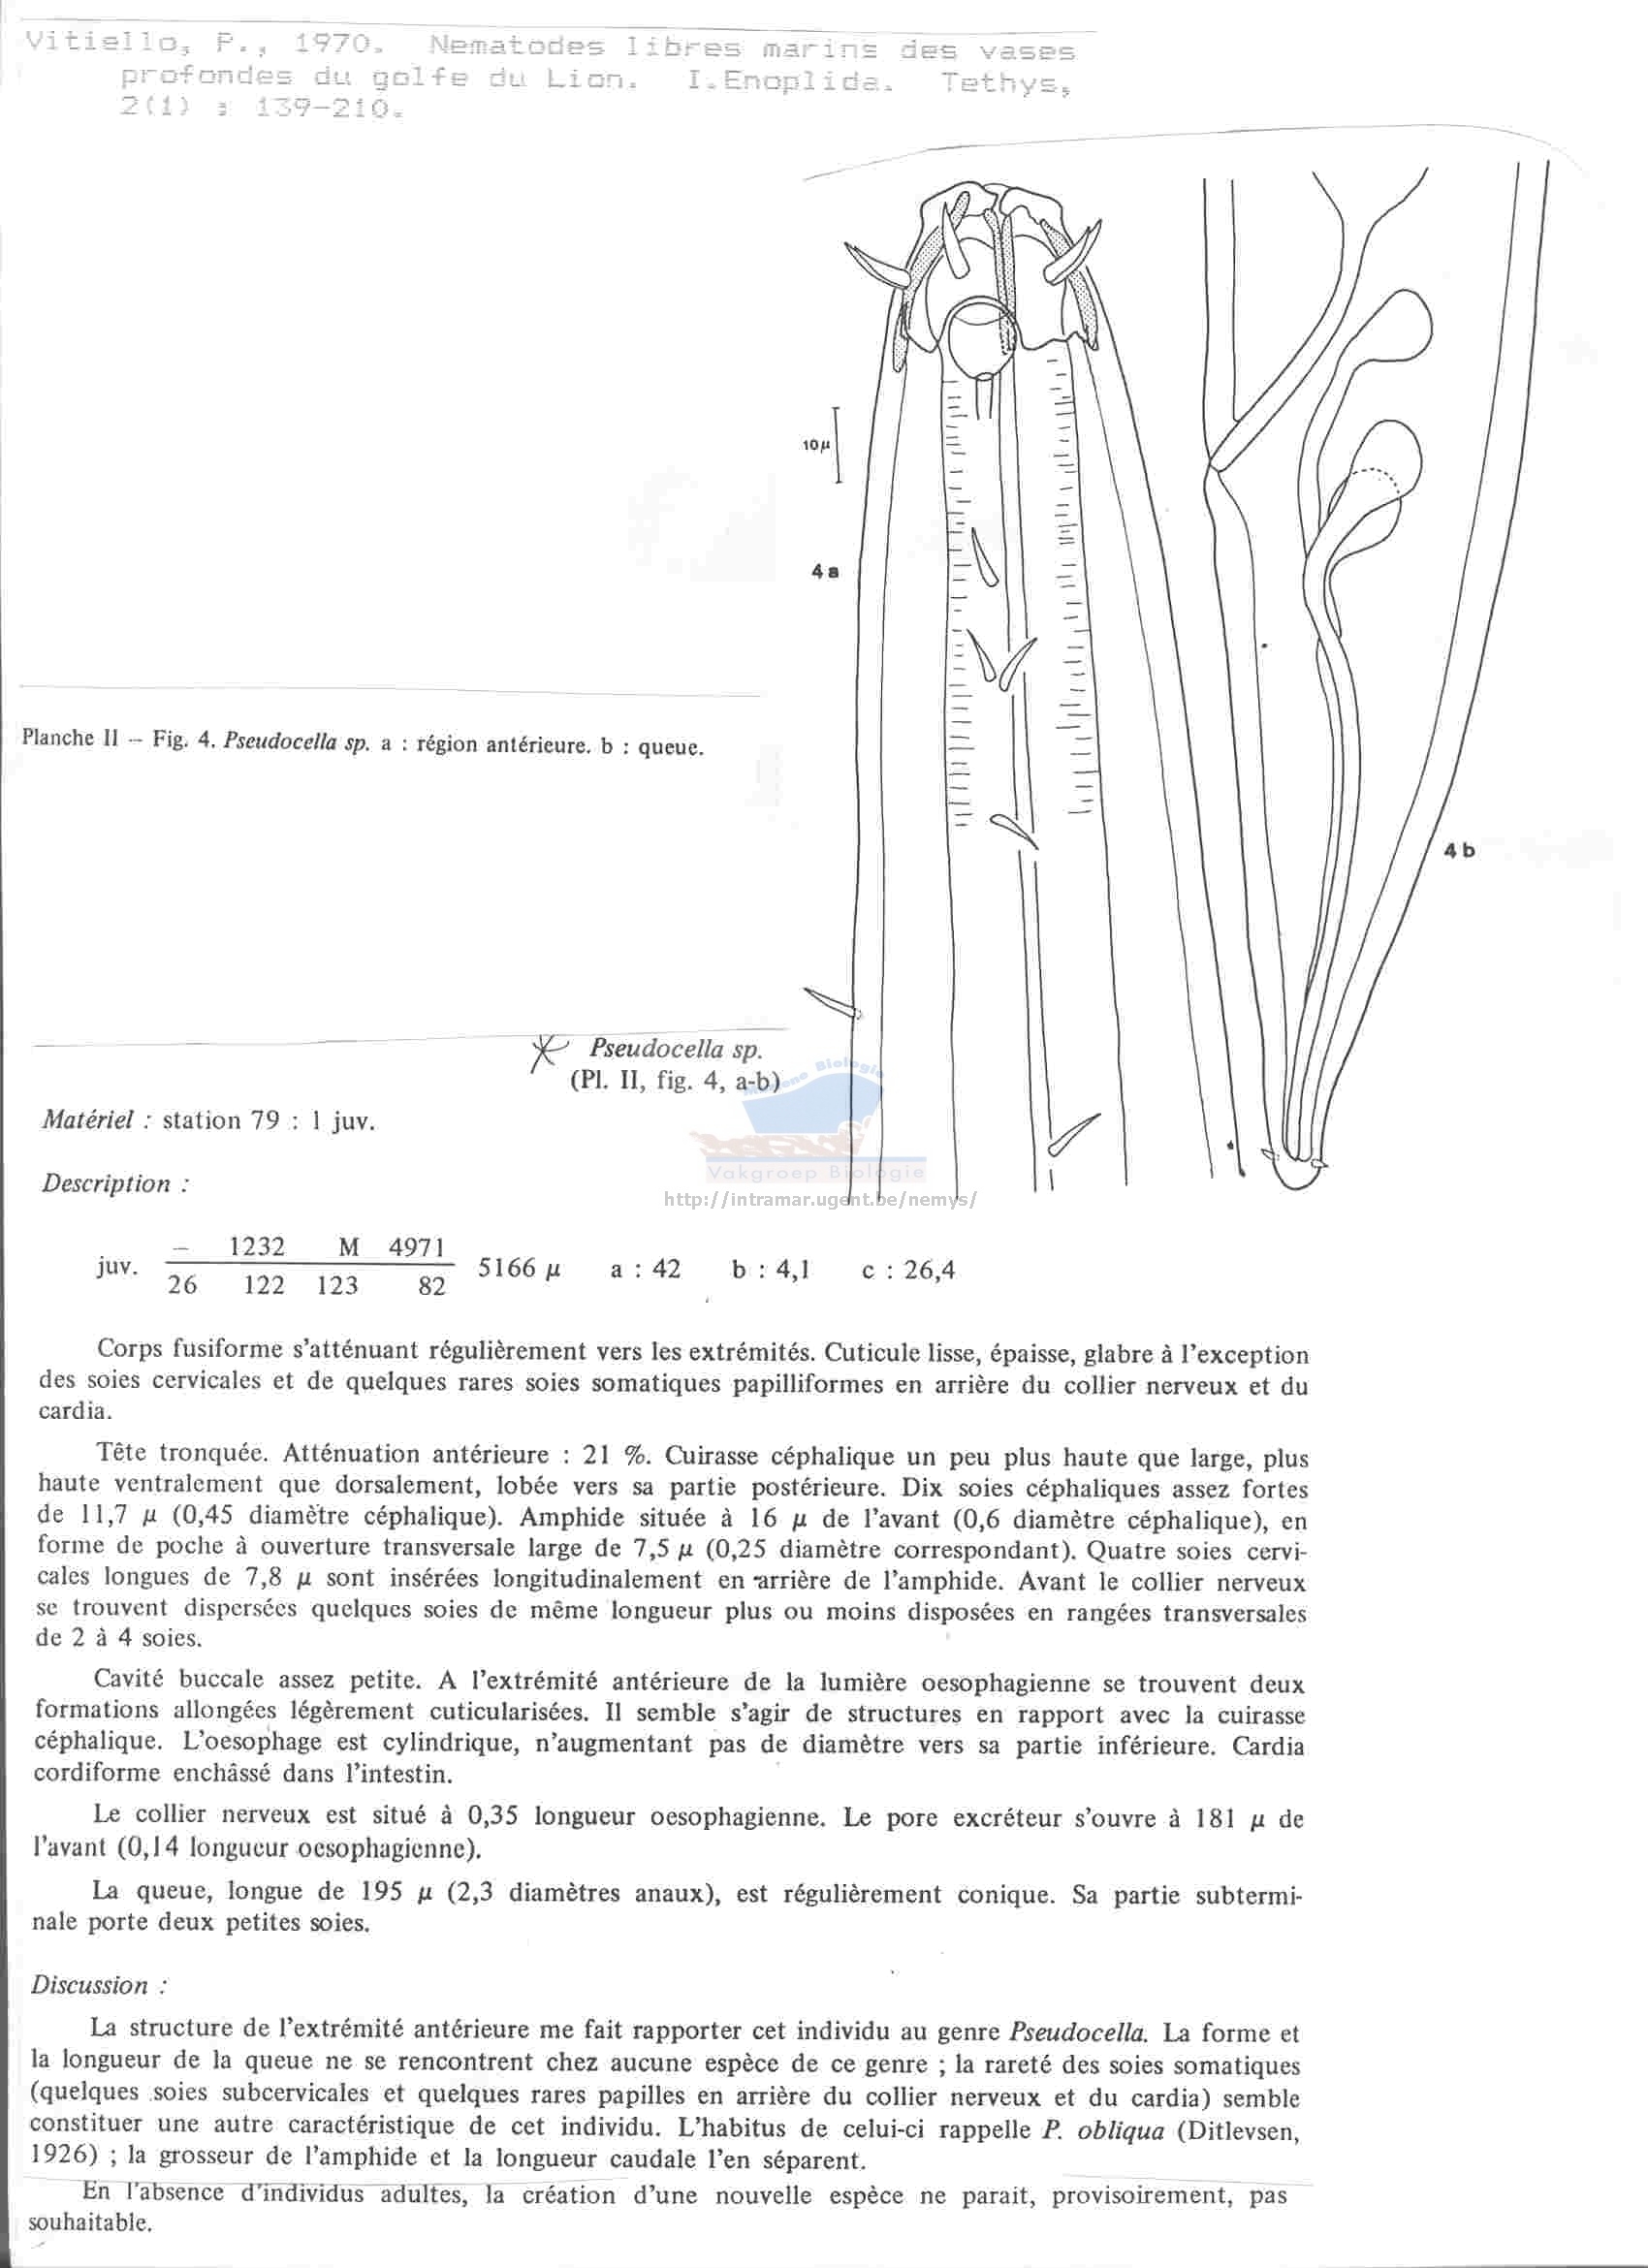 Vitiello, P., 1970. Nematodes libres marins des vases
profondes du golfe du Lion. I.Enoplida. Tethys,
2(1) : 139-210.
10µ
4 a
4 b
Planche II – Fig. 4. Pseudocella sp. a : région antérieure. b : queue.
Pseudocella sp.
(Pl. II, fig. 4, a-b)
Biologie
Vakgroep Biologie
http://intramar.ugent.be/nemys/
Matériel : station 79 : 1 juv.
Description :
– 1232 M 4971
juv. 5166 µ a : 42 b : 4,1 c : 26,4
26 122 123 82
Corps fusiforme s'atténuant régulièrement vers les extrémités. Cuticule lisse, épaisse, glabre à l'exception
des soies cervicales et de quelques rares soies somatiques papilliformes en arrière du collier nerveux et du
cardia.
Tête tronquée. Atténuation antérieure : 21 %. Cuirasse céphalique un peu plus haute que large, plus
haute ventralement que dorsalement, lobée vers sa partie postérieure. Dix soies céphaliques assez fortes
de 11,7 µ (0,45 diamètre céphalique). Amphide située à 16 µ de l'avant (0,6 diamètre céphalique), en
forme de poche à ouverture transversale large de 7,5 µ (0,25 diamètre correspondant). Quatre soies cervi-
cales longues de 7,8 µ sont insérées longitudinalement en arrière de l'amphide. Avant le collier nerveux
se trouvent dispersées quelques soies de même longueur plus ou moins disposées en rangées transversales
de 2 à 4 soies.
Cavité buccale assez petite. A l'extrémité antérieure de la lumière oesophagienne se trouvent deux
formations allongées légèrement cuticularisées. Il semble s'agir de structures en rapport avec la cuirasse
céphalique. L'oesophage est cylindrique, n'augmentant pas de diamètre vers sa partie inférieure. Cardia
cordiforme enchâssé dans l'intestin.
Le collier nerveux est situé à 0,35 longueur oesophagienne. Le pore excréteur s'ouvre à 181 µ de
l'avant (0,14 longueur oesophagienne).
La queue, longue de 195 µ (2,3 diamètres anaux), est régulièrement conique. Sa partie subtermi-
nale porte deux petites soies.
Discussion :
La structure de l'extrémité antérieure me fait rapporter cet individu au genre Pseudocella. La forme et
la longueur de la queue ne se rencontrent chez aucune espèce de ce genre ; la rareté des soies somatiques
(quelques soies subcervicales et quelques rares papilles en arrière du collier nerveux et du cardia) semble
constituer une autre caractéristique de cet individu. L'habitus de celui-ci rappelle P. obliqua (Ditlevsen,
1926) ; la grosseur de l'amphide et la longueur caudale l'en séparent.
En l'absence d'individus adultes, la création d'une nouvelle espèce ne parait, provisoirement, pas
souhaitable.